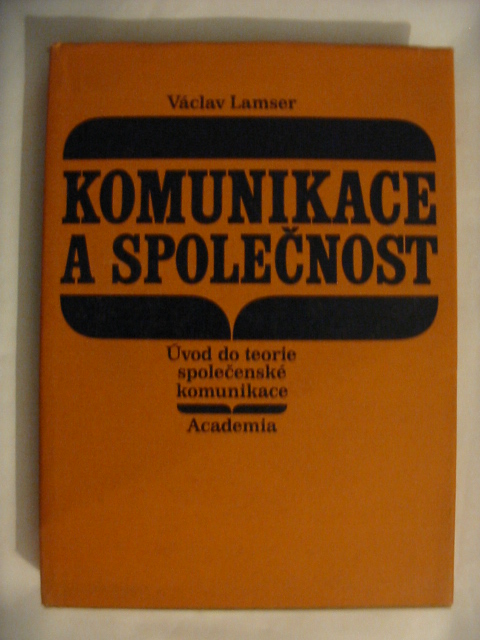 Václav Lamser
KOMUNIKACE
A SPOLEČNOST
Úvod do teorie
společenské
komunikace
Academia